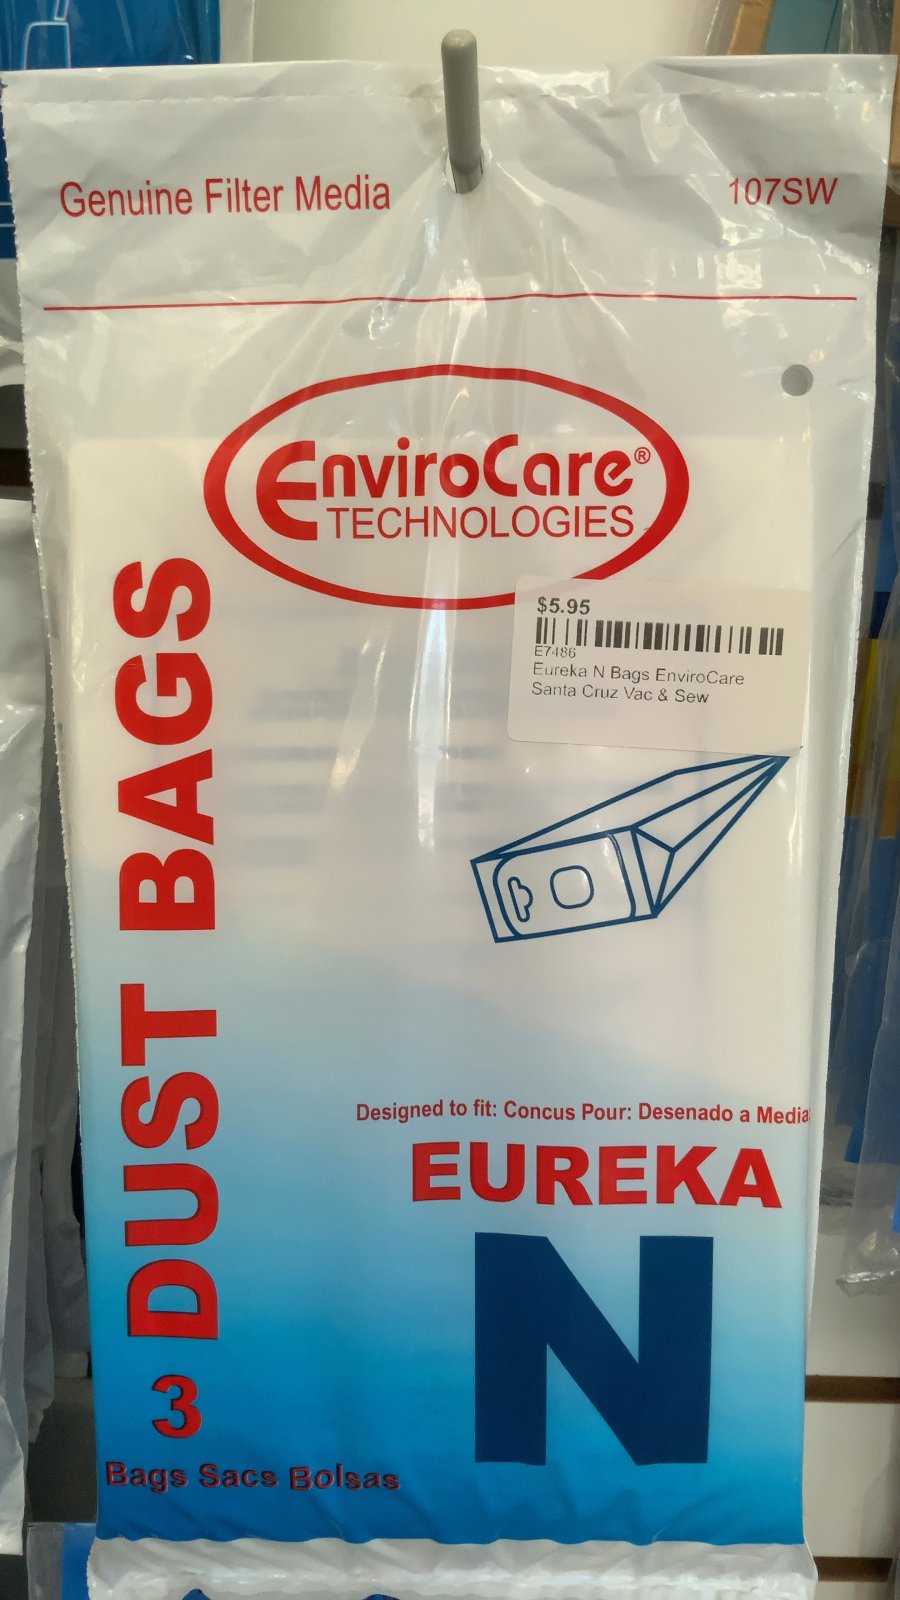 Genuine Filter Media
107SW
EnviroCare®
TECHNOLOGIES
$5.95
E7486
Eureka N Bags EnviroCare
Santa Cruz Vac & Sew
DUST BAGS
Designed to fit: Concus Pour: Desenado a Media:
EUREKA
N
3
Bags Sacs Bolsas